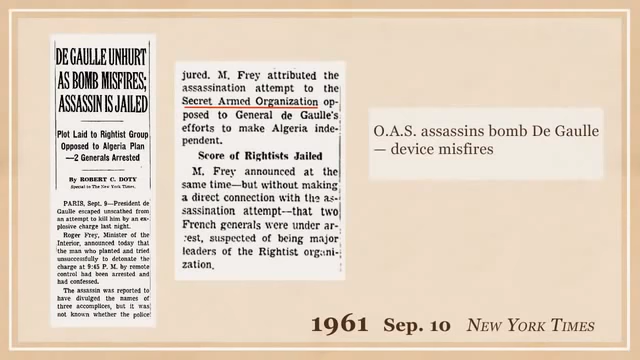 DE GAULLE UNHURT
AS BOMB MISFIRES;
ASSASSIN IS JAILED
Plot Laid to Rightist Group
Opposed to Algeria Plan
—2 Generals Arrested
By ROBERT C. DOTY
Special to The New York Times.
PARIS, Sept. 9—President de
Gaulle escaped unscathed from
an attempt to kill him by an ex-
plosive charge last night.
Roger Frey, Minister of the
Interior, announced today that
the man who planted and tried
unsuccessfully to detonate the
charge at 9:45 P. M. by remote
control had been arrested and
had confessed.
The assassin was reported to
have divulged the names of
three accomplices, but it was
not known whether the police
jured. M. Frey attributed the
assassination attempt to the
Secret Armed Organization op-
posed to General de Gaulle's
efforts to make Algeria inde-
pendent.
Score of Rightists Jailed
M. Frey announced at the
same time—but without making
a direct connection with the as-
sassination attempt—that two
French generals were under ar-
rest, suspected of being major
leaders of the Rightist organi-
zation.
O.A.S. assassins bomb De Gaulle
— device misfires
1961 Sep. 10 NEW YORK TIMES